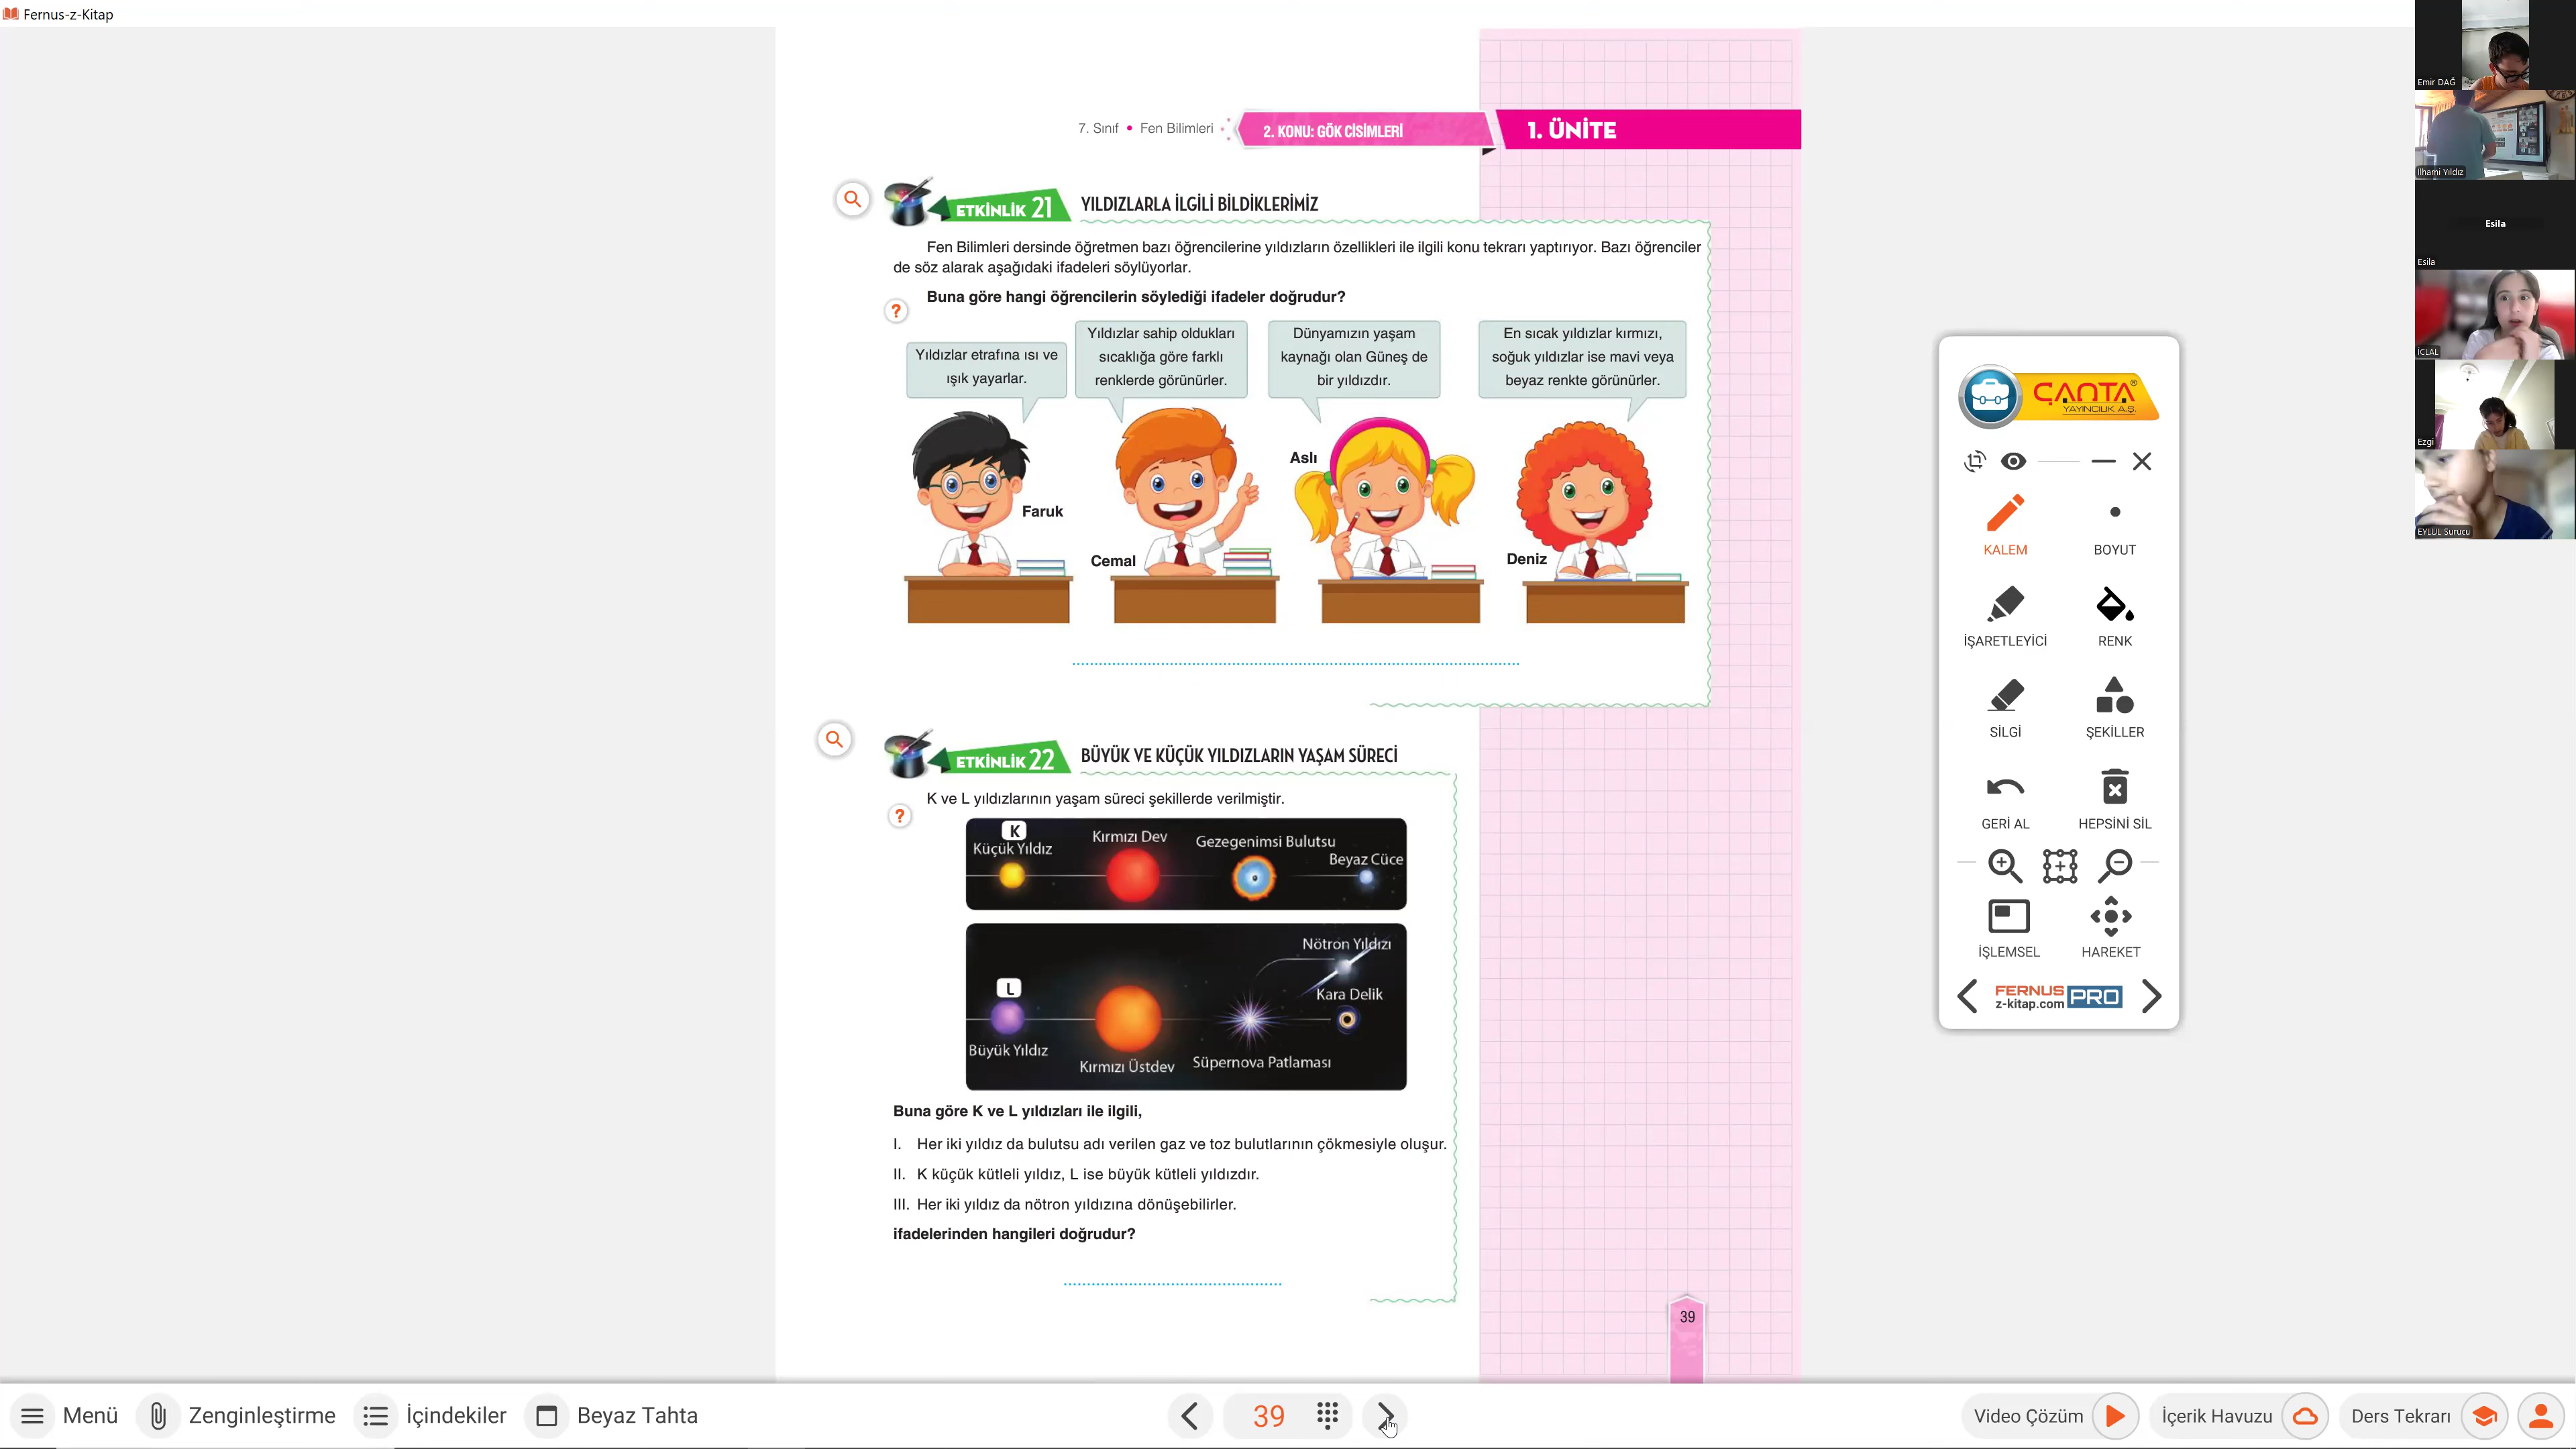 Fernus-z-Kitap
7. Sınıf • Fen Bilimleri
2. KONU: GÖK CİSİMLERİ
1. ÜNİTE
ETKİNLİK 21
YILDIZLARLA İLGİLİ BİLDİKLERİMİZ
Fen Bilimleri dersinde öğretmen bazı öğrencilerine yıldızların özellikleri ile ilgili konu tekrarı yaptırıyor. Bazı öğrenciler
de söz alarak aşağıdaki ifadeleri söylüyorlar.
Buna göre hangi öğrencilerin söylediği ifadeler doğrudur?
?
Yıldızlar etrafına ısı ve
ışık yayarlar.
Yıldızlar sahip oldukları
sıcaklığa göre farklı
renklerde görünürler.
Dünyamızın yaşam
kaynağı olan Güneş de
bir yıldızdır.
En sıcak yıldızlar kırmızı,
soğuk yıldızlar ise mavi veya
beyaz renkte görünürler.
Faruk
Cemal
Aslı
Deniz
ETKİNLİK 22
BÜYÜK VE KÜÇÜK YILDIZLARIN YAŞAM SÜRECİ
K ve L yıldızlarının yaşam süreci şekillerde verilmiştir.
?
K
Küçük Yıldız
Kırmızı Dev
Gezegenimsi Bulutsu
Beyaz Cüce
Nötron Yıldızı
L
Kara Delik
Büyük Yıldız
Kırmızı Üstdev
Süpernova Patlaması
Buna göre K ve L yıldızları ile ilgili,
I. Her iki yıldız da bulutsu adı verilen gaz ve toz bulutlarının çökmesiyle oluşur.
II. K küçük kütleli yıldız, L ise büyük kütleli yıldızdır.
III. Her iki yıldız da nötron yıldızına dönüşebilirler.
ifadelerinden hangileri doğrudur?
39
ÇANTA®
YAYINCILIK A.Ş.
KALEM
BOYUT
İŞARETLEYİCİ
RENK
SİLGİ
ŞEKİLLER
GERİ AL
HEPSİNİ SİL
İŞLEMSEL
HAREKET
FERNUS
z-kitap.com
PRO
Emir DAĞ
İlhami Yıldız
Esila
Esila
İCLAL
Ezgi
EYLÜL Sürücü
Menü
Zenginleştirme
İçindekiler
Beyaz Tahta
39
Video Çözüm
İçerik Havuzu
Ders Tekrarı